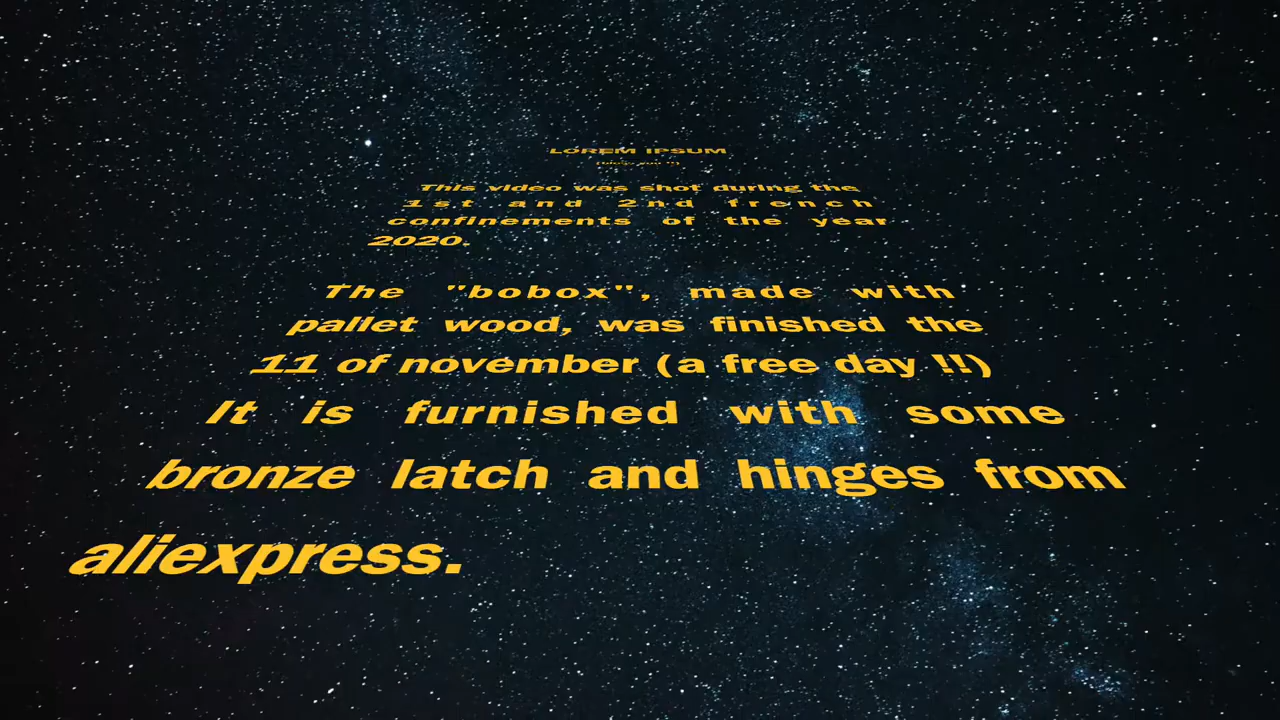 LOREM IPSUM
This video was shot during the
1st and 2nd french
confinements of the year
2020.
The "bobox", made with
pallet wood, was finished the
11 of november (a free day !!)
It is furnished with some
bronze latch and hinges from
aliexpress.